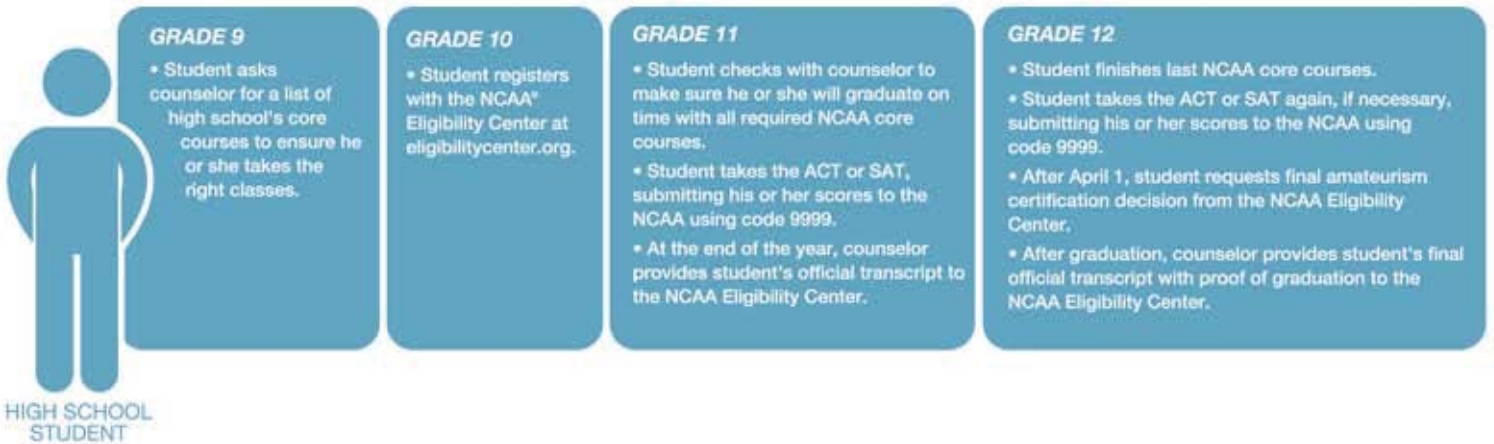 GRADE 9
• Student asks
counselor for a list of
high school's core
courses to ensure he
or she takes the
right classes.
GRADE 10
• Student registers
with the NCAA®
Eligibility Center at
eligibilitycenter.org.
GRADE 11
• Student checks with counselor to
make sure he or she will graduate on
time with all required NCAA core
courses.
• Student takes the ACT or SAT,
submitting his or her scores to the
NCAA using code 9999.
• At the end of the year, counselor
provides student's official transcript to
the NCAA Eligibility Center.
GRADE 12
• Student finishes last NCAA core courses.
• Student takes the ACT or SAT again, if necessary,
submitting his or her scores to the NCAA using
code 9999.
• After April 1, student requests final amateurism
certification decision from the NCAA Eligibility
Center.
• After graduation, counselor provides student's final
official transcript with proof of graduation to the
NCAA Eligibility Center.
HIGH SCHOOL
STUDENT